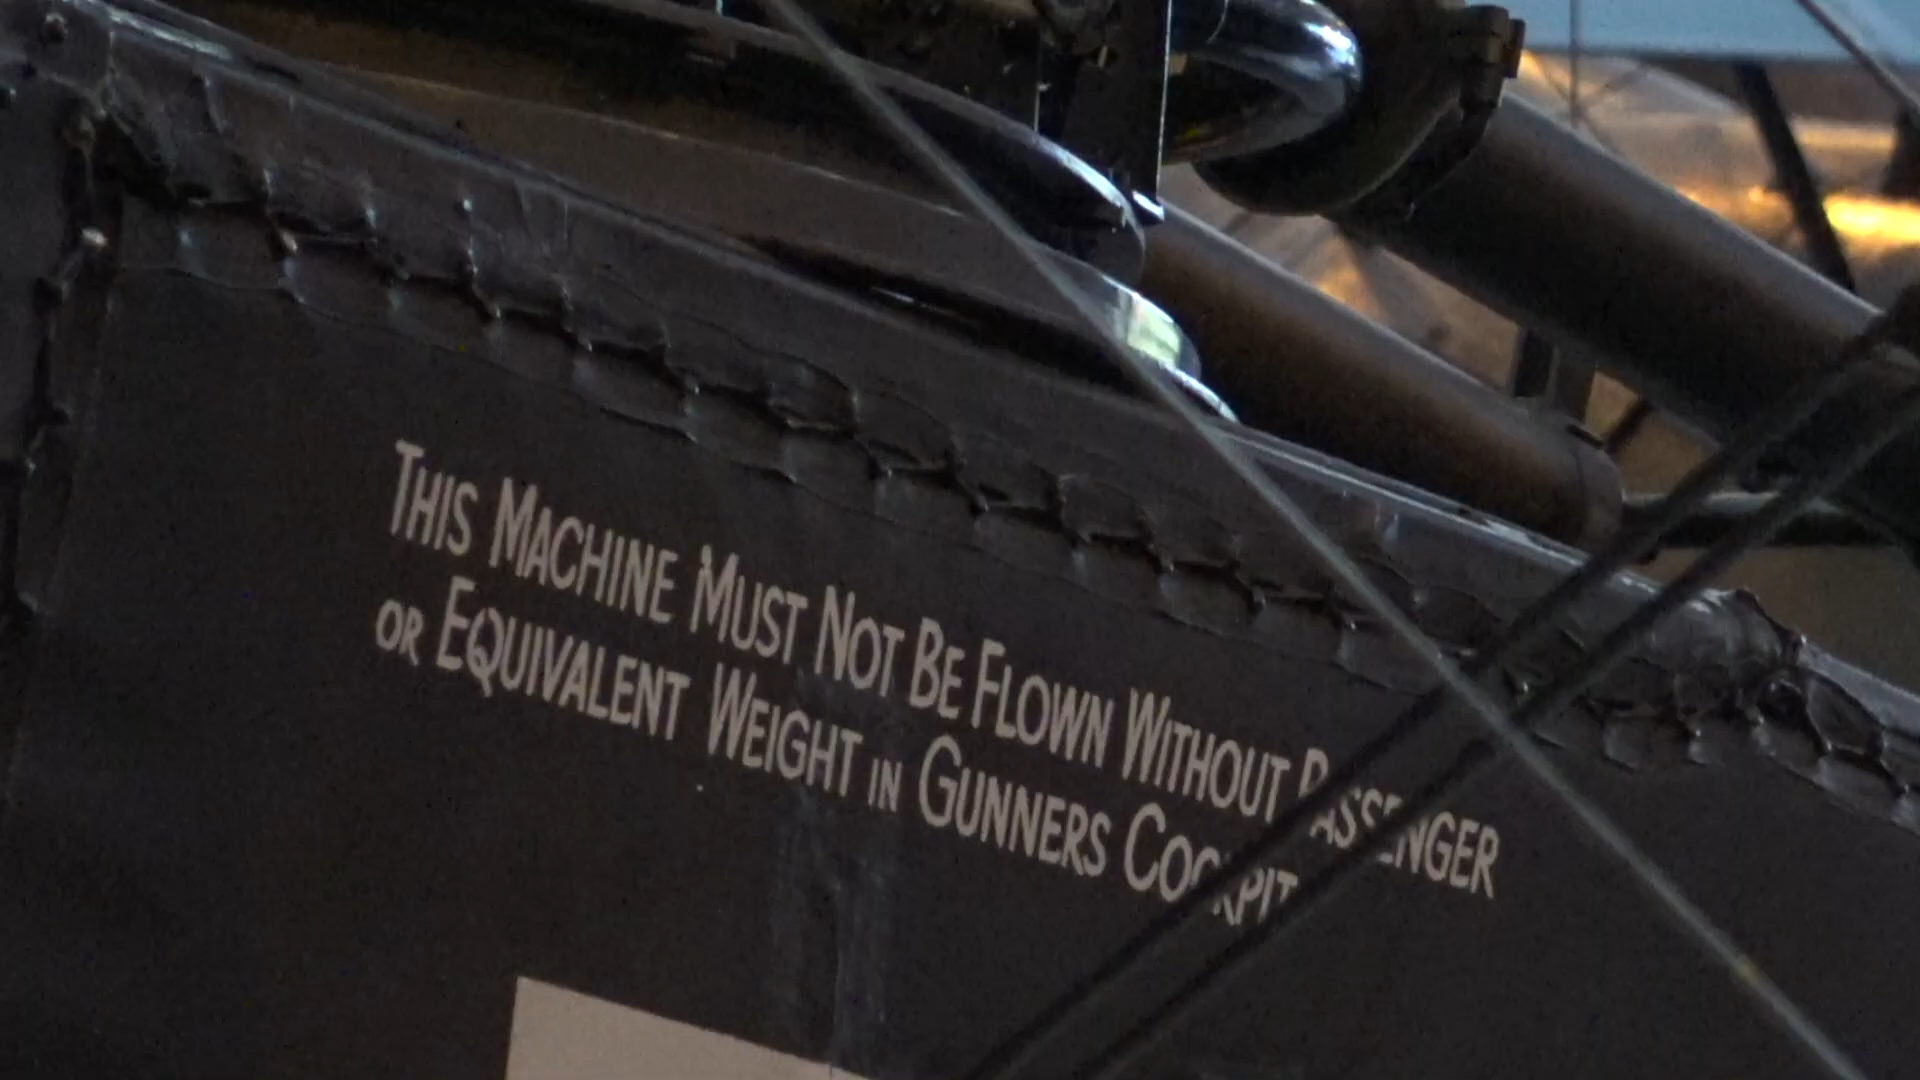 THIS MACHINE MUST NOT BE FLOWN WITHOUT PASSENGER
OR EQUIVALENT WEIGHT IN GUNNERS COCKPIT